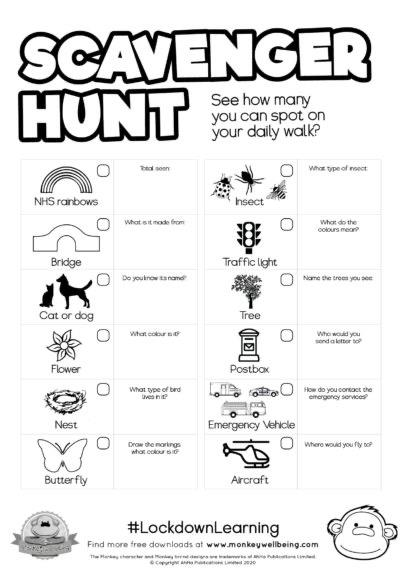 SCAVENGER
HUNT
See how many
you can spot on
your daily walk?
NHS rainbows
Total seen:
Insect
What type of insect:
Bridge
What is it made from:
Traffic light
What do the
colours mean?
Cat or dog
Do you know its name?
Tree
Name the trees you see:
Flower
What colour is it?
Postbox
Who would you
send a letter to?
Nest
What type of bird
lives in it?
Emergency Vehicle
How do you contact the
emergency services?
Butterfly
Draw the markings
what colour is it?
Aircraft
Where would you fly to?
#LockdownLearning
Find more free downloads at www.monkeywellbeing.com
The Monkey character and Monkey brand designs are trademarks of AhHa Publications Limited.
© Copyright AhHa Publications Limited 2020